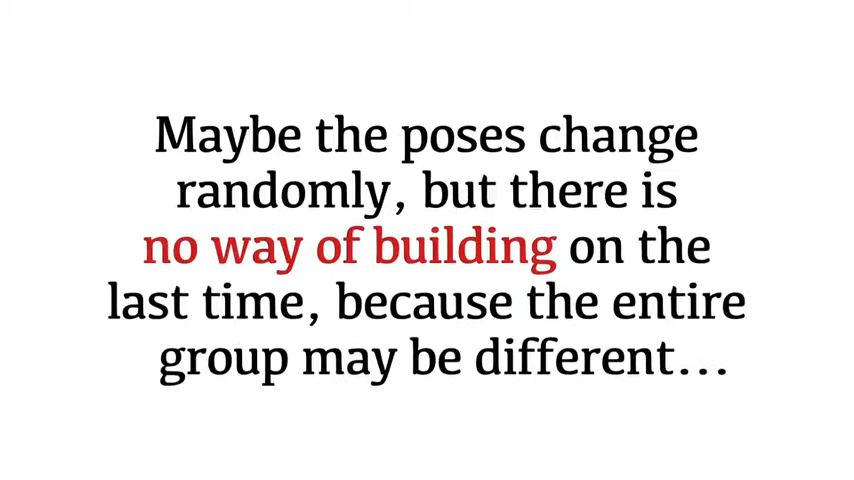 Maybe the poses change
randomly, but there is
no way of building on the
last time, because the entire
group may be different...